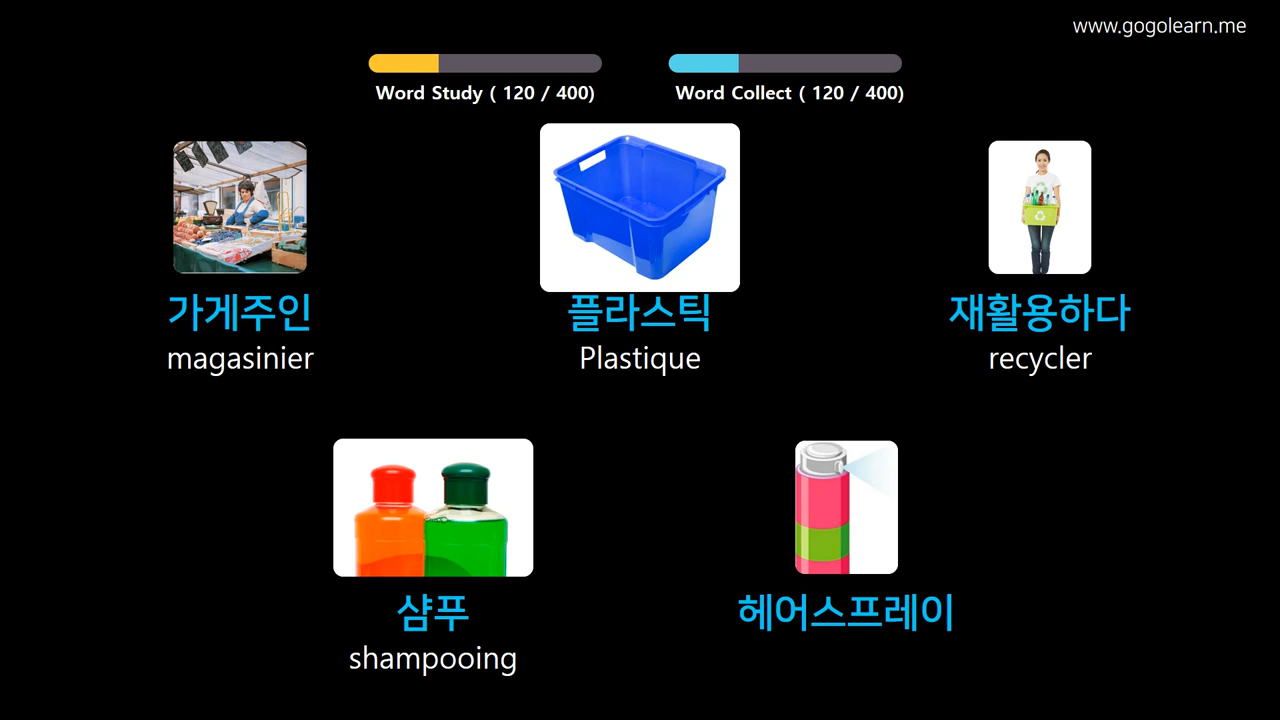 www.gogolearn.me
Word Study ( 120 / 400)
Word Collect ( 120 / 400)
가게주인
magasinier
플라스틱
Plastique
재활용하다
recycler
샴푸
shampooing
헤어스프레이